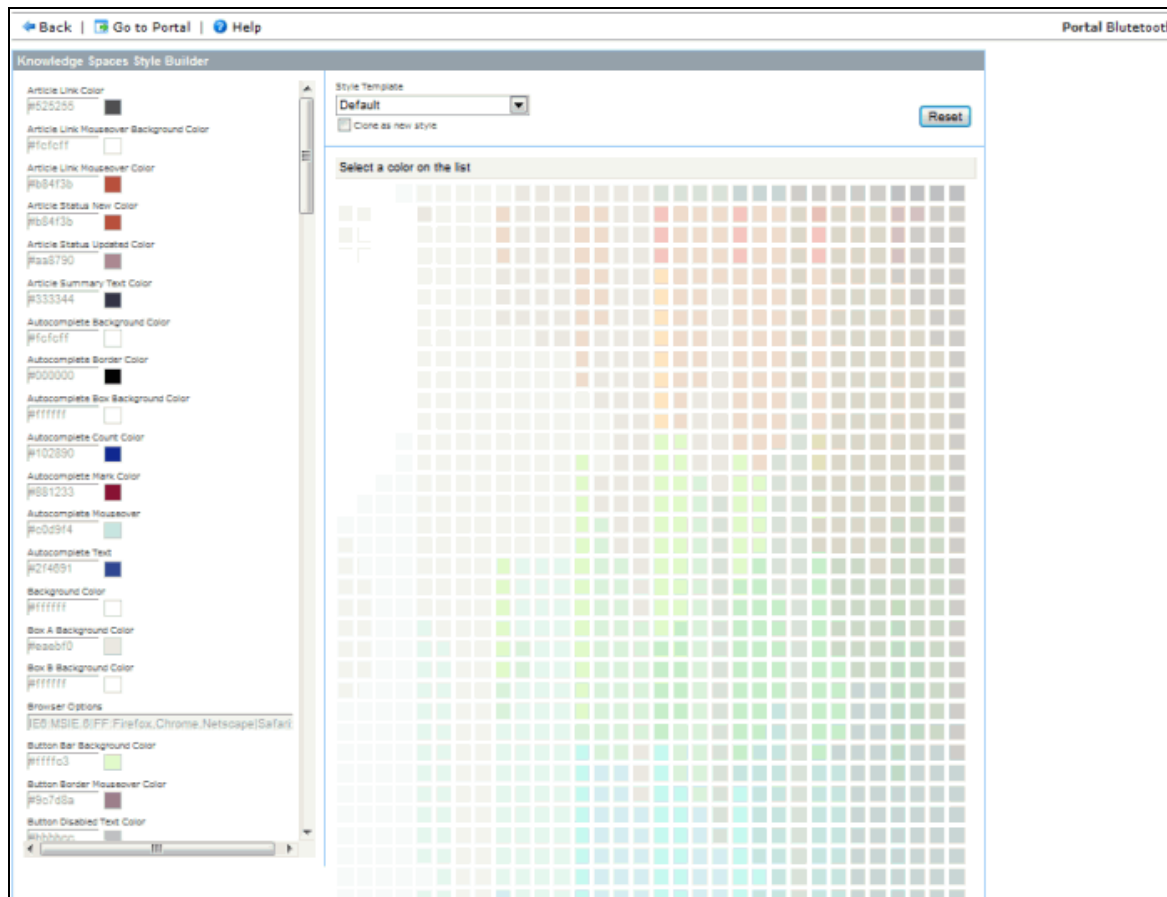 Back | Go to Portal | Help
Portal Blutetooth
Knowledge Spaces Style Builder
Article Link Color
#525255
Article Link Mouseover Background Color
#fcfcff
Article Link Mouseover Color
#b84f3b
Article Status New Color
#b84f3b
Article Status Updated Color
#aa8790
Article Summary Text Color
#333344
Autocomplete Background Color
#fcfcff
Autocomplete Border Color
#000000
Autocomplete Box Background Color
#ffffff
Autocomplete Count Color
#102890
Autocomplete Mark Color
#881233
Autocomplete Mouseover
#c0d9f4
Autocomplete Text
#2f4691
Background Color
#ffffff
Box A Background Color
#eaebf0
Box B Background Color
#ffffff
Browser Options
IE6:MSIE.6|FF:Firefox,Chrome,Netscape|Safari:
Button Bar Background Color
#ffffc3
Button Border Mouseover Color
#9c7d8a
Button Disabled Text Color
#bbbbcc
Style Template
Default
Clone as new style
Reset
Select a color on the list